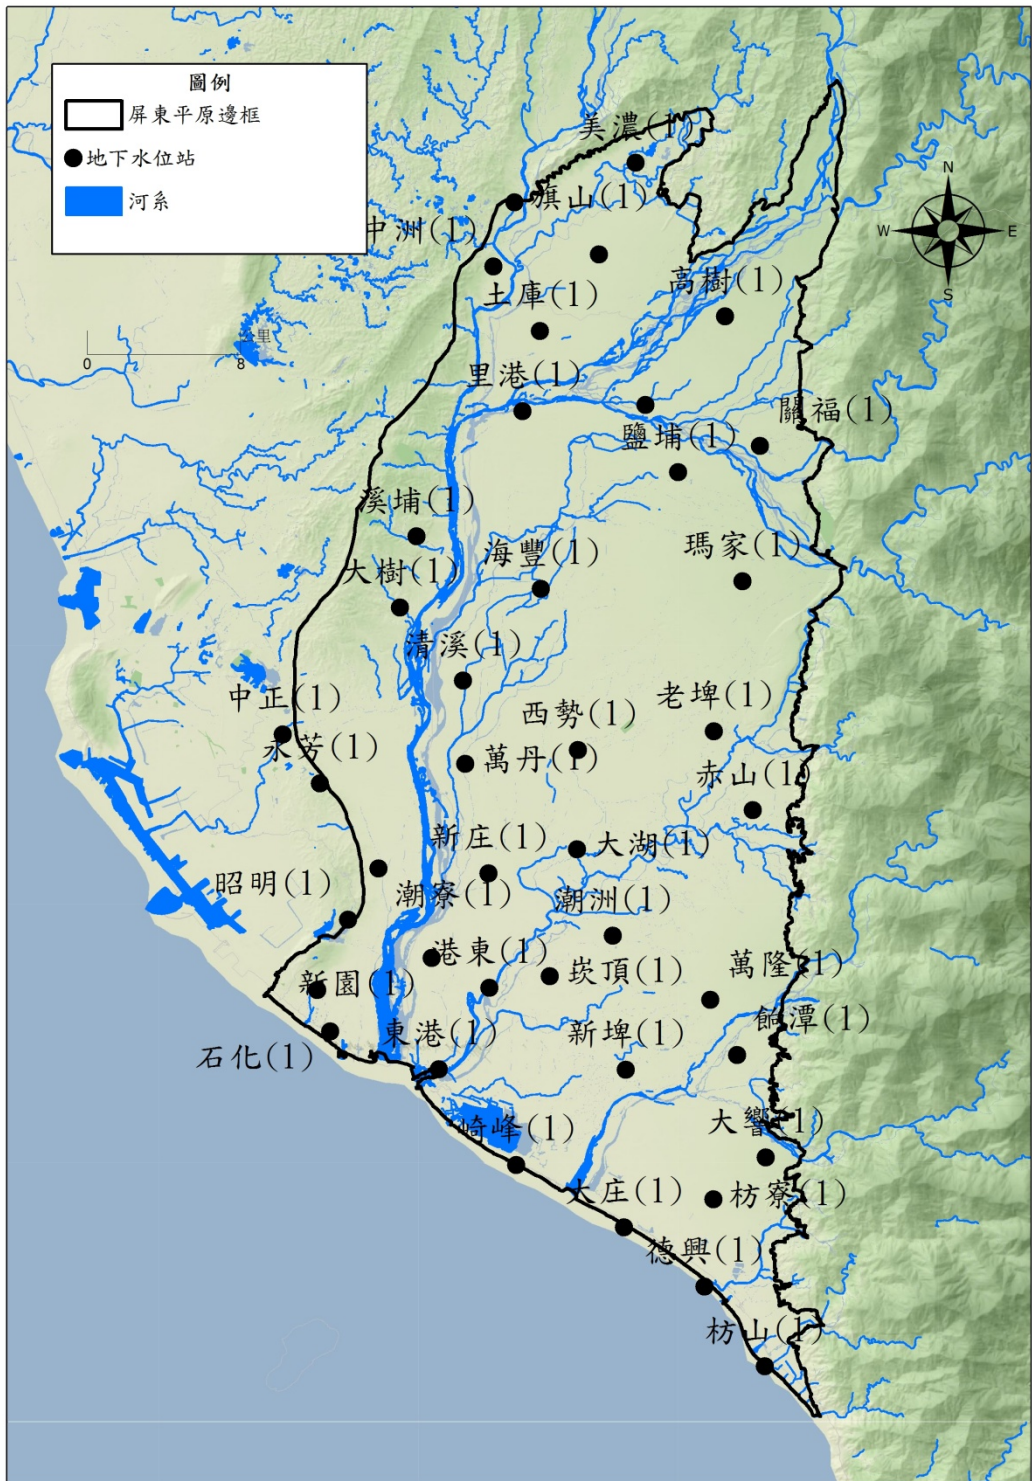 圖例
屏東平原邊框
地下水位站
河系
美濃(1)
旗山(1)
中洲(1)
N
W
E
S
土庫(1)
高樹(1)
公里
0
8
里港(1)
關福(1)
鹽埔(1)
溪埔(1)
海豐(1)
瑪家(1)
大樹(1)
清溪(1)
中正(1)
西勢(1)
老埤(1)
永芳(1)
萬丹(1)
赤山(1)
新庄(1)
大湖(1)
昭明(1)
潮寮(1)
潮洲(1)
港東(1)
崁頂(1)
萬隆(1)
新園(1)
餉潭(1)
石化(1)
東港(1)
新埤(1)
崎峰(1)
大響(1)
大庄(1)
枋寮(1)
德興(1)
枋山(1)